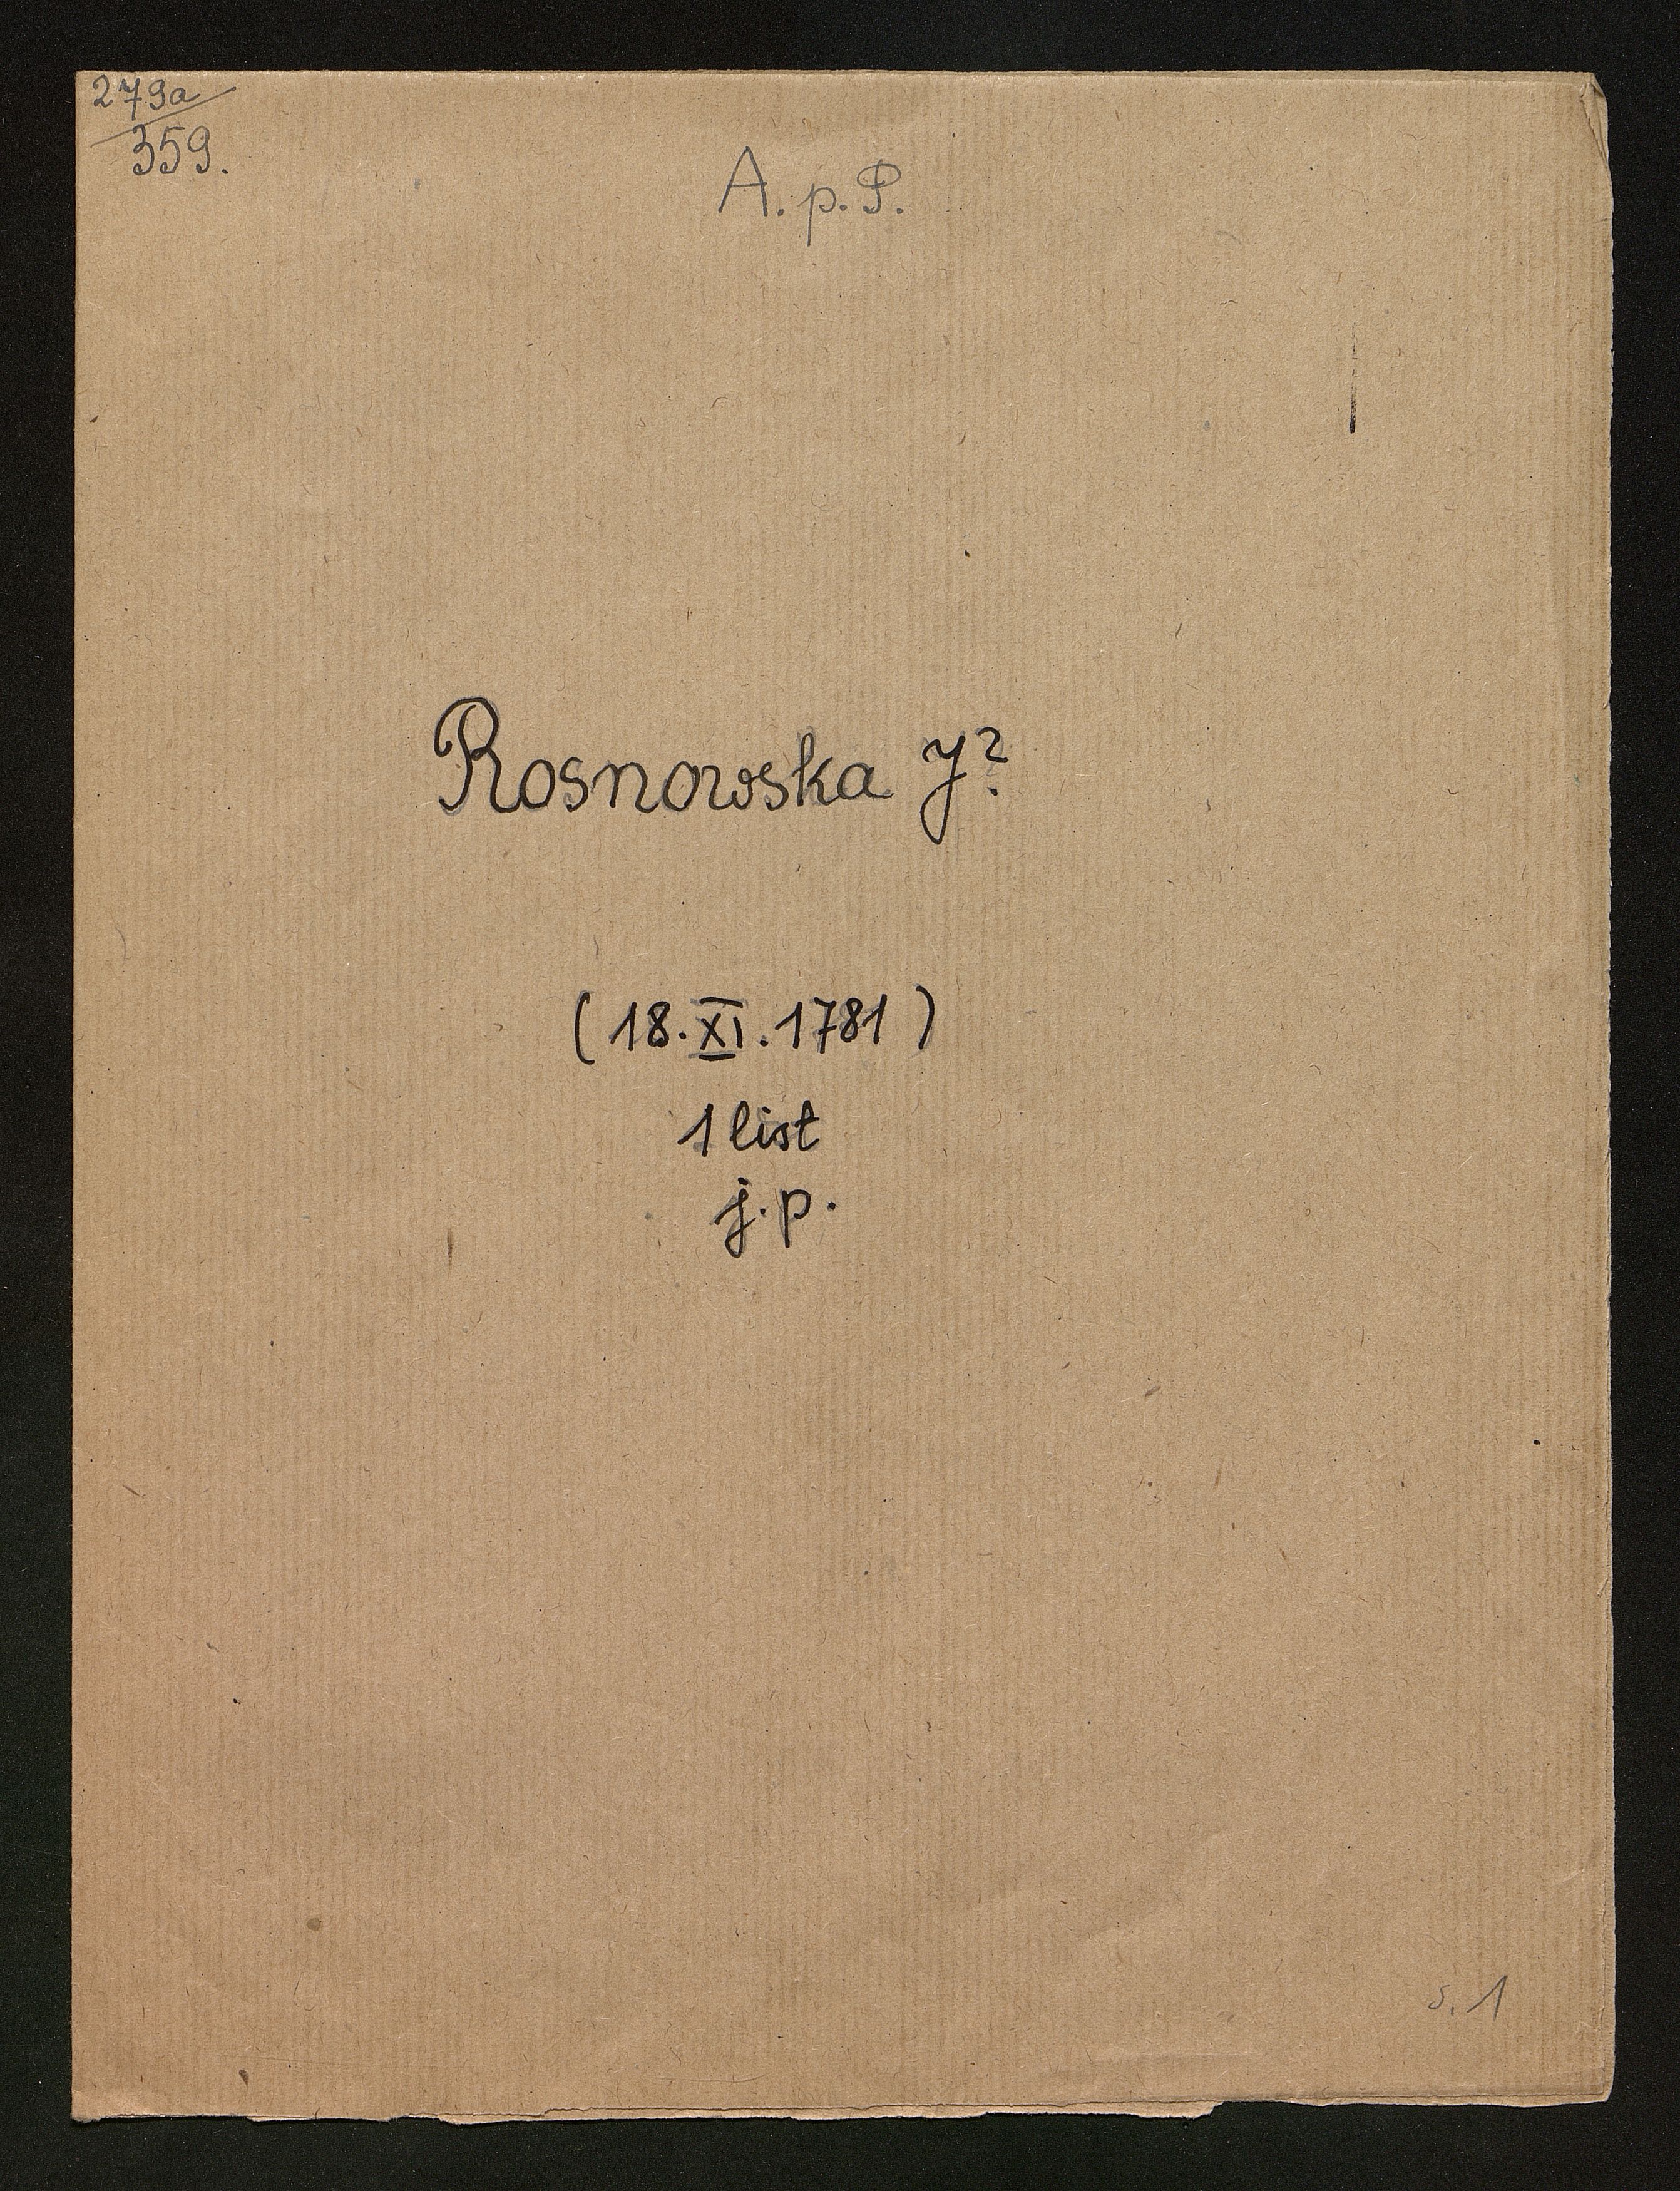 279a
359.
A. p. P.
Rosnowska J?
(18.XI.1781)
1 list
j.p.
s. 1